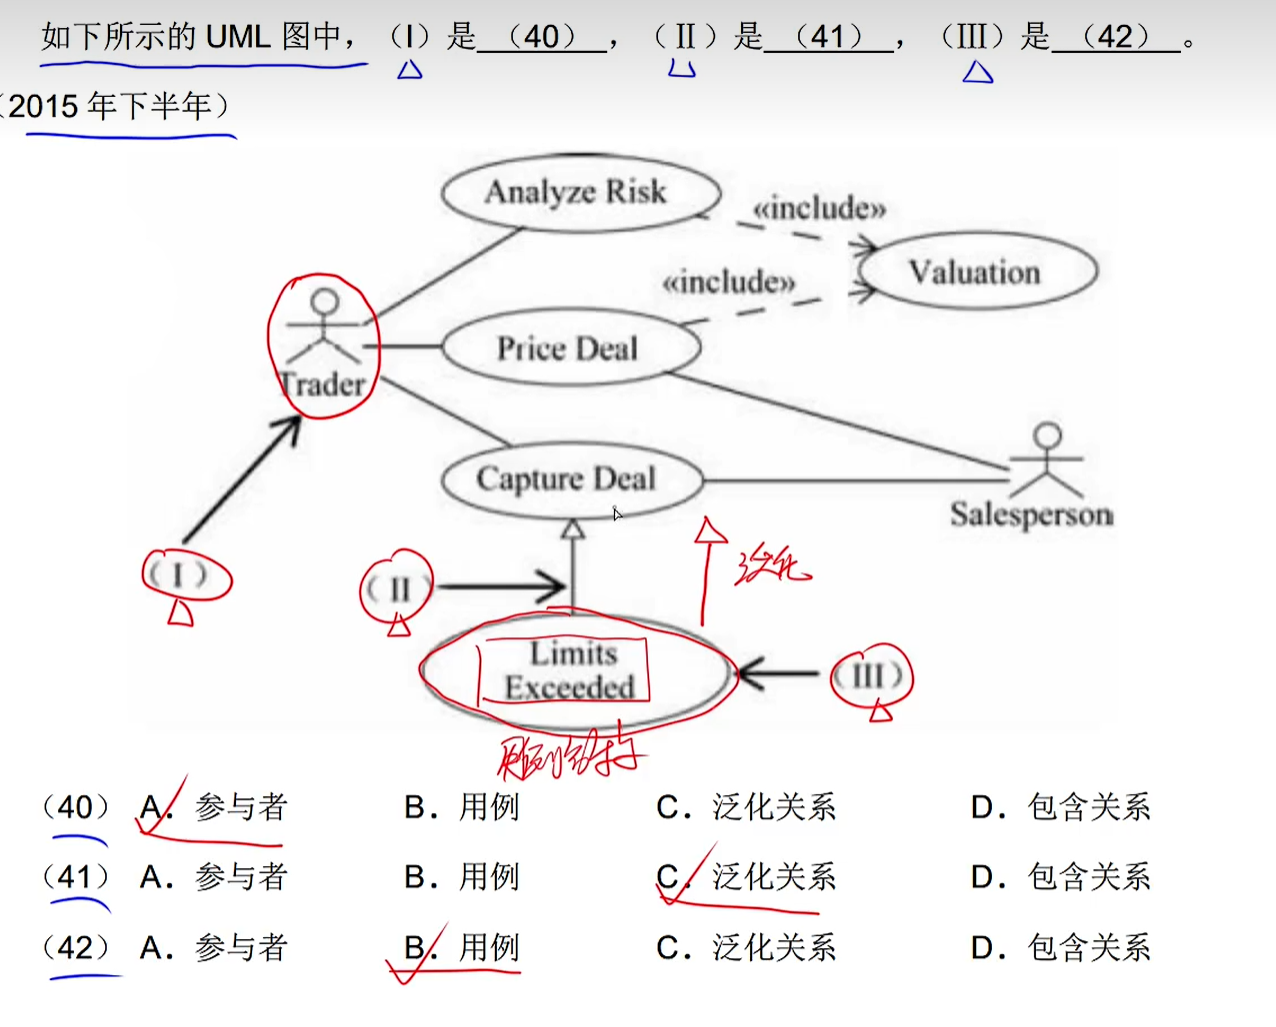 如下所示的 UML 图中，（I）是（40），（II）是（41），（III）是（42）。
（2015 年下半年）
Analyze Risk
«include»
Valuation
«include»
Price Deal
Trader
Capture Deal
Salesperson
（I）
（II）
泛化
Limits
Exceeded
（III）
（40） A．参与者 B．用例 C．泛化关系 D．包含关系
（41） A．参与者 B．用例 C．泛化关系 D．包含关系
（42） A．参与者 B．用例 C．泛化关系 D．包含关系